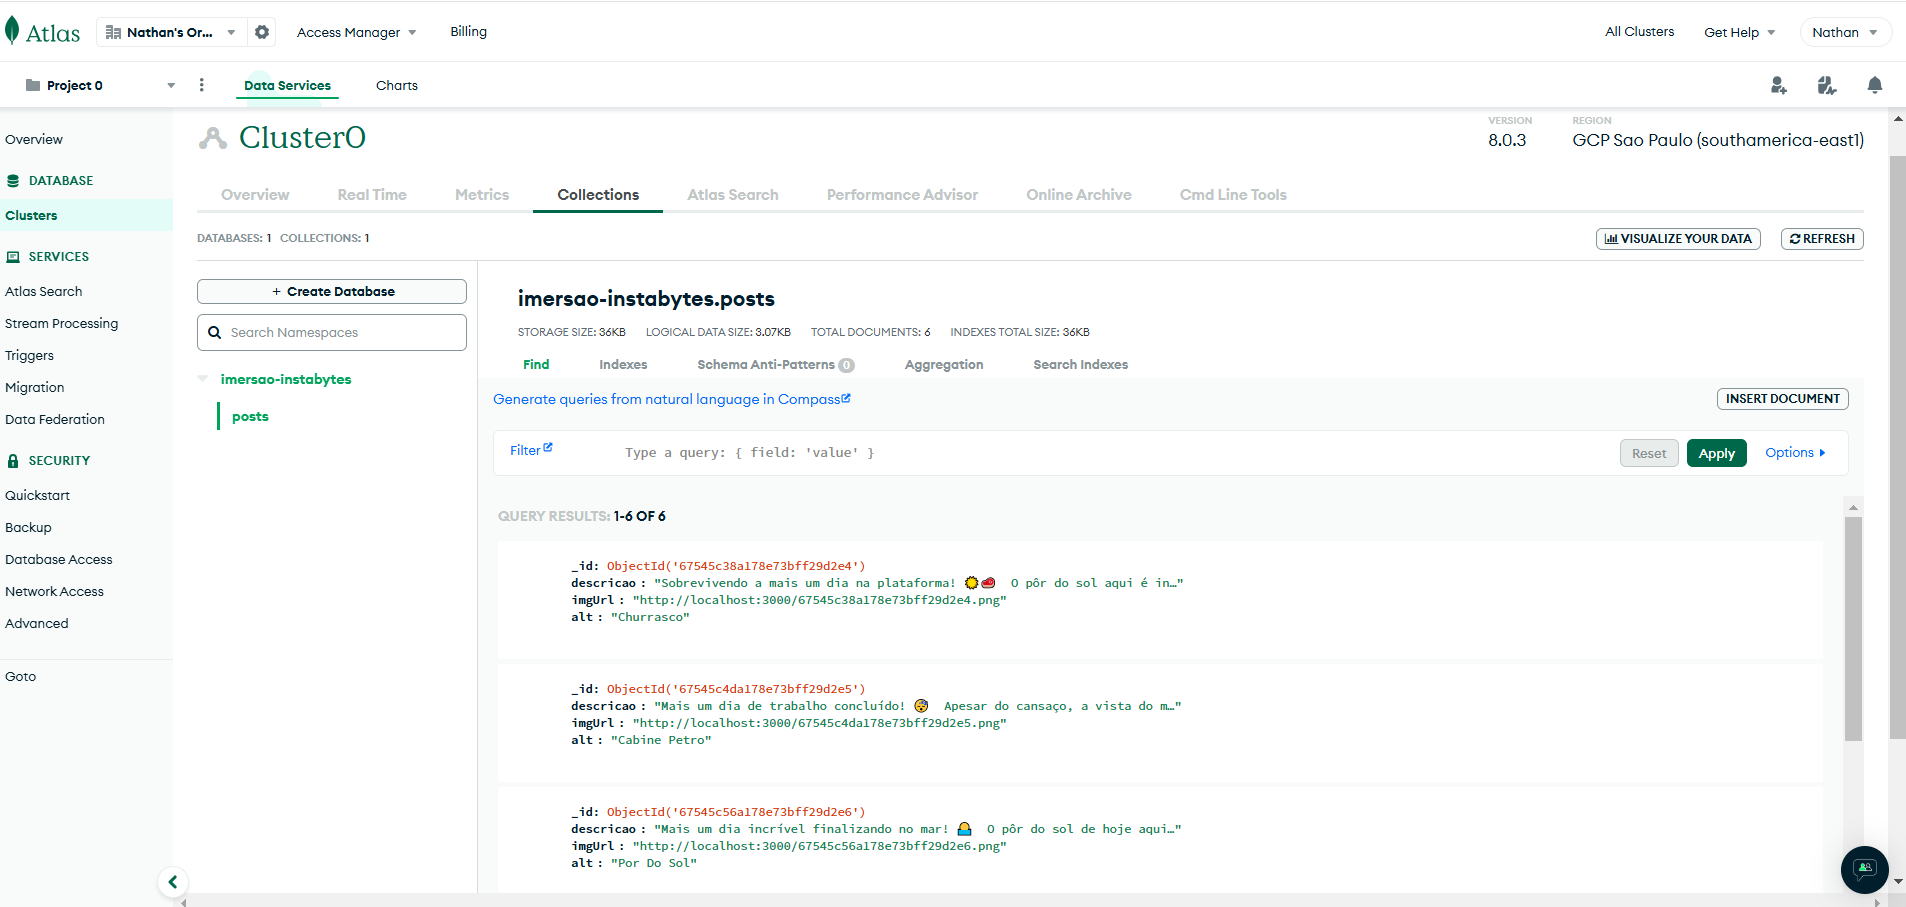 Atlas
Nathan's Or...
Access Manager
Billing
All Clusters
Get Help
Nathan
Project 0
Data Services
Charts
Overview
DATABASE
Clusters
SERVICES
Atlas Search
Stream Processing
Triggers
Migration
Data Federation
SECURITY
Quickstart
Backup
Database Access
Network Access
Advanced
Goto
Cluster0
VERSION
8.0.3
REGION
GCP Sao Paulo (southamerica-east1)
Overview
Real Time
Metrics
Collections
Atlas Search
Performance Advisor
Online Archive
Cmd Line Tools
DATABASES: 1 COLLECTIONS: 1
VISUALIZE YOUR DATA
REFRESH
+ Create Database
Search Namespaces
imersao-instabytes
posts
imersao-instabytes.posts
STORAGE SIZE: 36KB LOGICAL DATA SIZE: 3.07KB TOTAL DOCUMENTS: 6 INDEXES TOTAL SIZE: 36KB
Find
Indexes
Schema Anti-Patterns 0
Aggregation
Search Indexes
Generate queries from natural language in Compass
INSERT DOCUMENT
Filter
Type a query: { field: 'value' }
Reset
Apply
Options
QUERY RESULTS: 1-6 OF 6
_id: ObjectId('67545c38a178e73bff29d2e4')
descricao : "Sobrevivendo a mais um dia na plataforma! ☀️🥩 O pôr do sol aqui é in…"
imgUrl : "http://localhost:3000/67545c38a178e73bff29d2e4.png"
alt : "Churrasco"
_id: ObjectId('67545c4da178e73bff29d2e5')
descricao : "Mais um dia de trabalho concluído! 😴 Apesar do cansaço, a vista do m…"
imgUrl : "http://localhost:3000/67545c4da178e73bff29d2e5.png"
alt : "Cabine Petro"
_id: ObjectId('67545c56a178e73bff29d2e6')
descricao : "Mais um dia incrível finalizando no mar! 🌅 O pôr do sol de hoje aqui…"
imgUrl : "http://localhost:3000/67545c56a178e73bff29d2e6.png"
alt : "Por Do Sol"